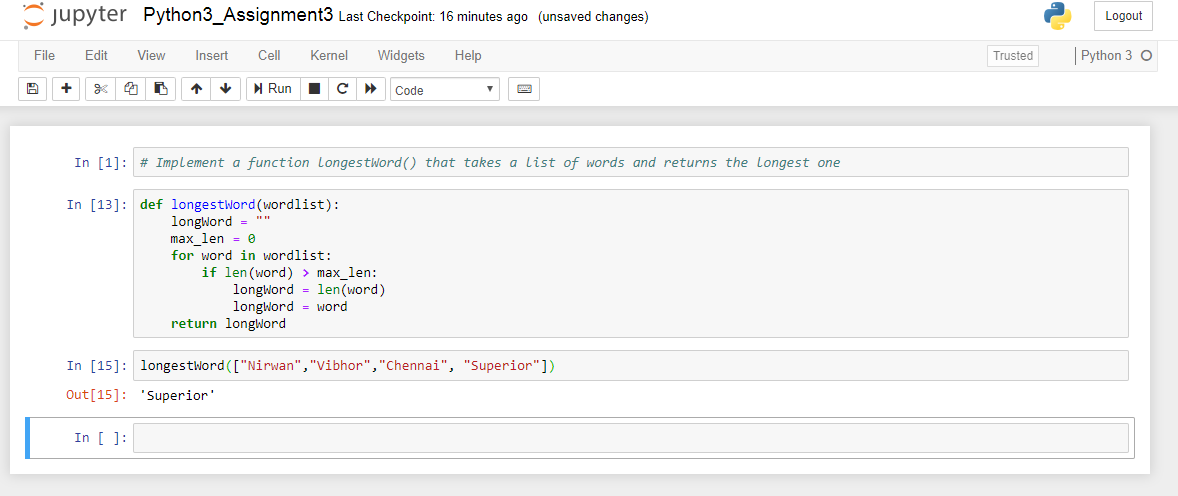 jupyter Python3_Assignment3 Last Checkpoint: 16 minutes ago (unsaved changes)
Logout
File Edit View Insert Cell Kernel Widgets Help
Trusted
Python 3
Run
Code
In [1]: # Implement a function longestWord() that takes a list of words and returns the longest one
In [13]: def longestWord(wordlist):
    longWord = ""
    max_len = 0
    for word in wordlist:
        if len(word) > max_len:
            longWord = len(word)
            longWord = word
    return longWord
In [15]: longestWord(["Nirwan","Vibhor","Chennai", "Superior"])
Out[15]: 'Superior'
In [ ]: